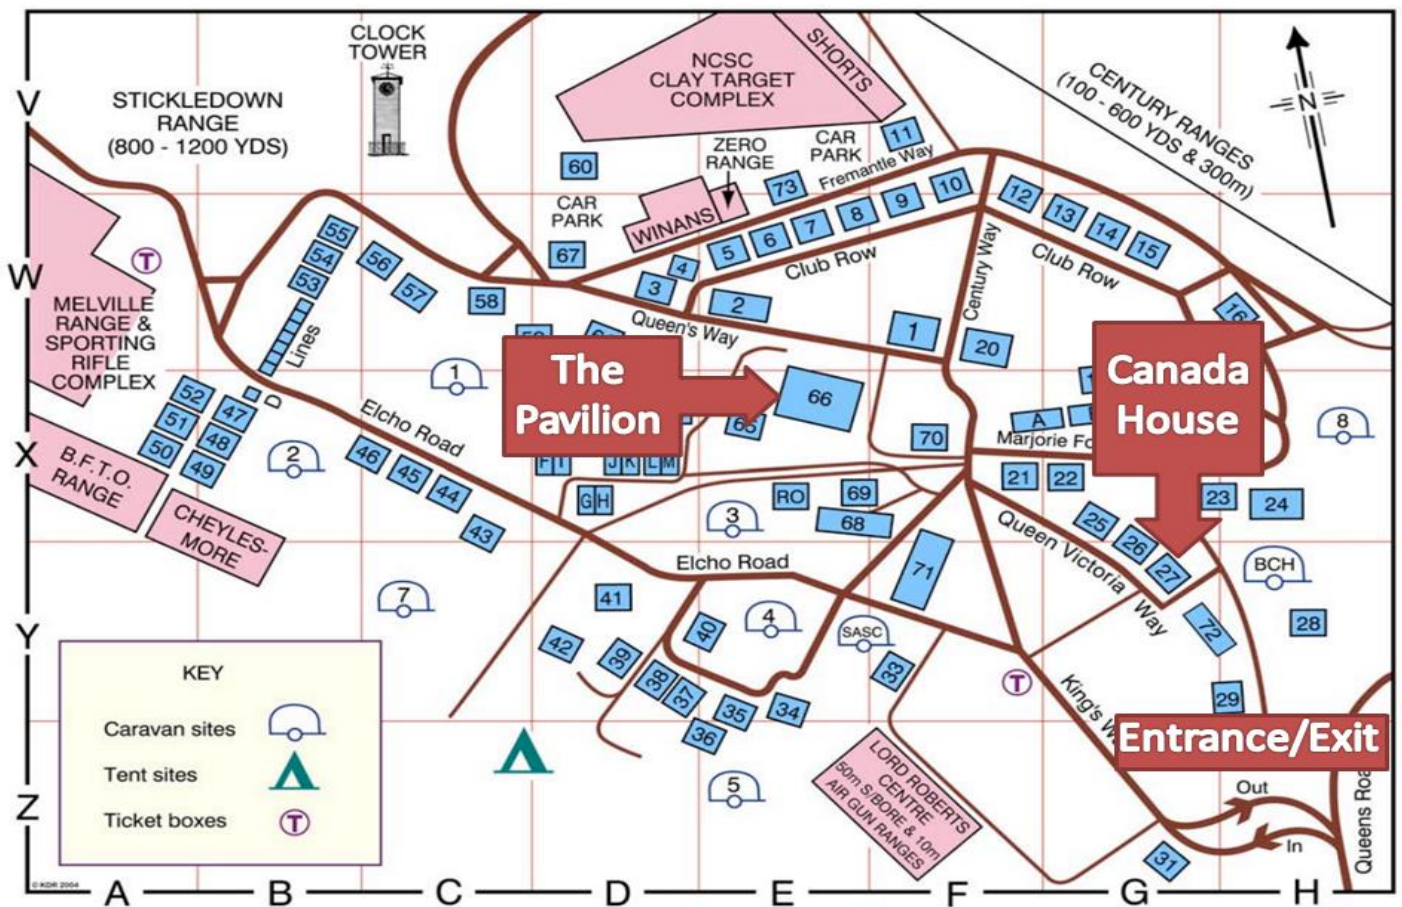 CLOCK
TOWER
V
STICKLEDOWN
RANGE
(800 - 1200 YDS)
NCSC
CLAY TARGET
COMPLEX
SHORTS
CENTURY RANGES
(100 - 600 YDS & 300m)
N
ZERO
RANGE
CAR
PARK
11
60
Fremantle Way
73
CAR
PARK
WINANS
67
5
6
7
8
9
10
12
13
14
15
16
Club Row
Century Way
Club Row
W
T
55
54
53
56
57
58
4
3
2
1
20
Lines
Queen's Way
MELVILLE
RANGE &
SPORTING
RIFLE
COMPLEX
1
The
Pavilion
66
Canada
House
A
8
X
52
51
50
47
48
49
D
2
Elcho Road
46
45
44
43
F
I
J
K
L
M
G
H
65
70
Marjorie
21
22
23
24
B.F.T.O.
RANGE
CHEYLES-
MORE
3
RO
69
68
25
26
27
Queen Victoria Way
Elcho Road
71
BCH
Y
7
41
40
4
SASC
72
28
42
39
38
37
36
35
34
33
T
29
King's
Entrance/Exit
KEY
Caravan sites
Tent sites
Ticket boxes
T
5
LORD ROBERTS
CENTRE
50m S/BORE & 10m
AIR GUN RANGES
Out
In
31
Queens
Z
© KDR 2004
A
B
C
D
E
F
G
H